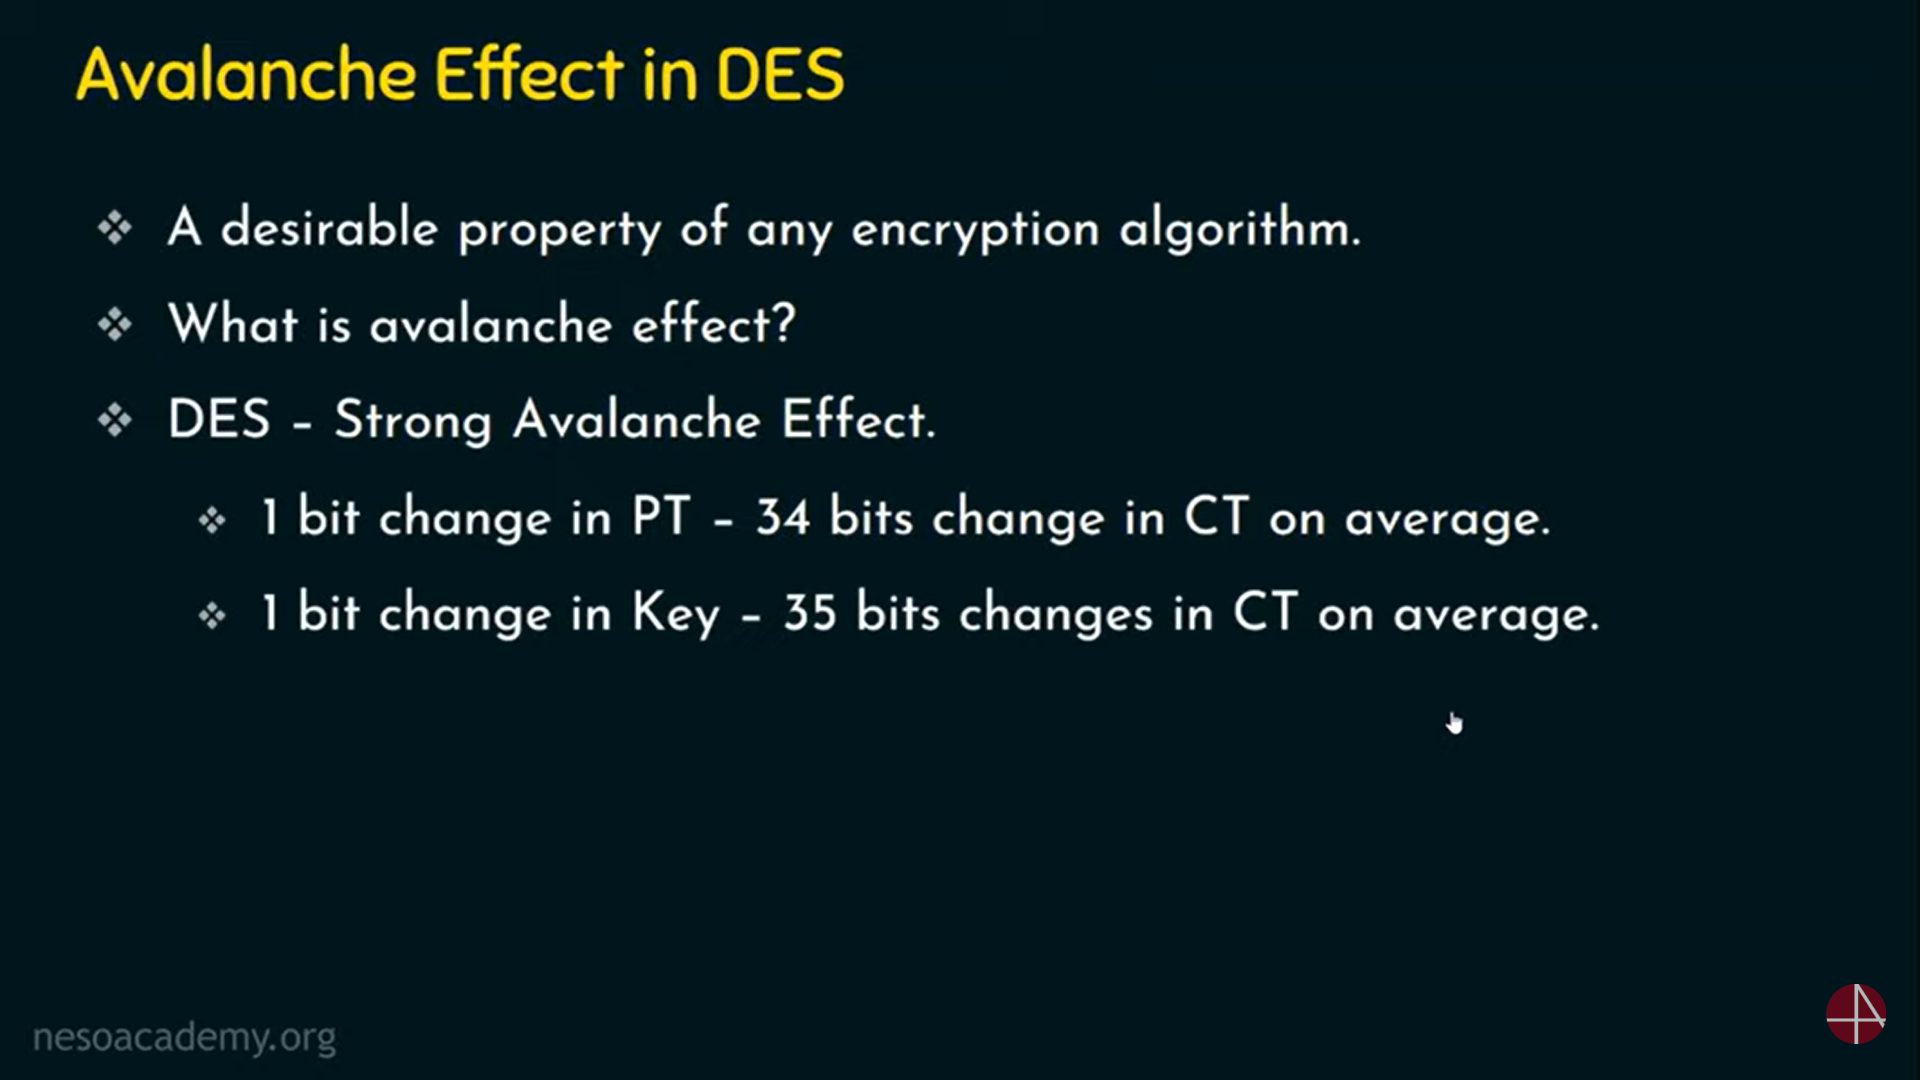 Avalanche Effect in DES
A desirable property of any encryption algorithm.
What is avalanche effect?
DES – Strong Avalanche Effect.
1 bit change in PT – 34 bits change in CT on average.
1 bit change in Key – 35 bits changes in CT on average.
nesoacademy.org